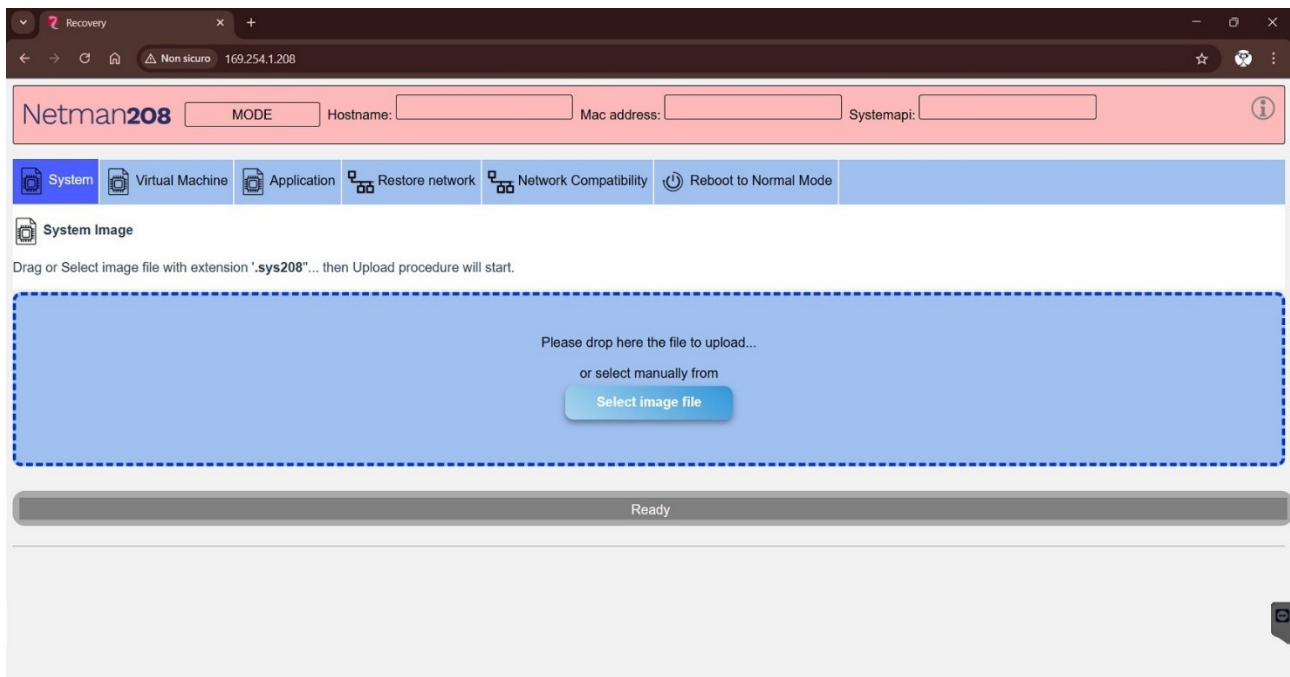 Recovery
Non sicuro 169.254.1.208
Netman208 MODE Hostname: Mac address: Systemapi:
System Virtual Machine Application Restore network Network Compatibility Reboot to Normal Mode
System Image
Drag or Select image file with extension '.sys208"... then Upload procedure will start.
Please drop here the file to upload...
or select manually from
Select image file
Ready